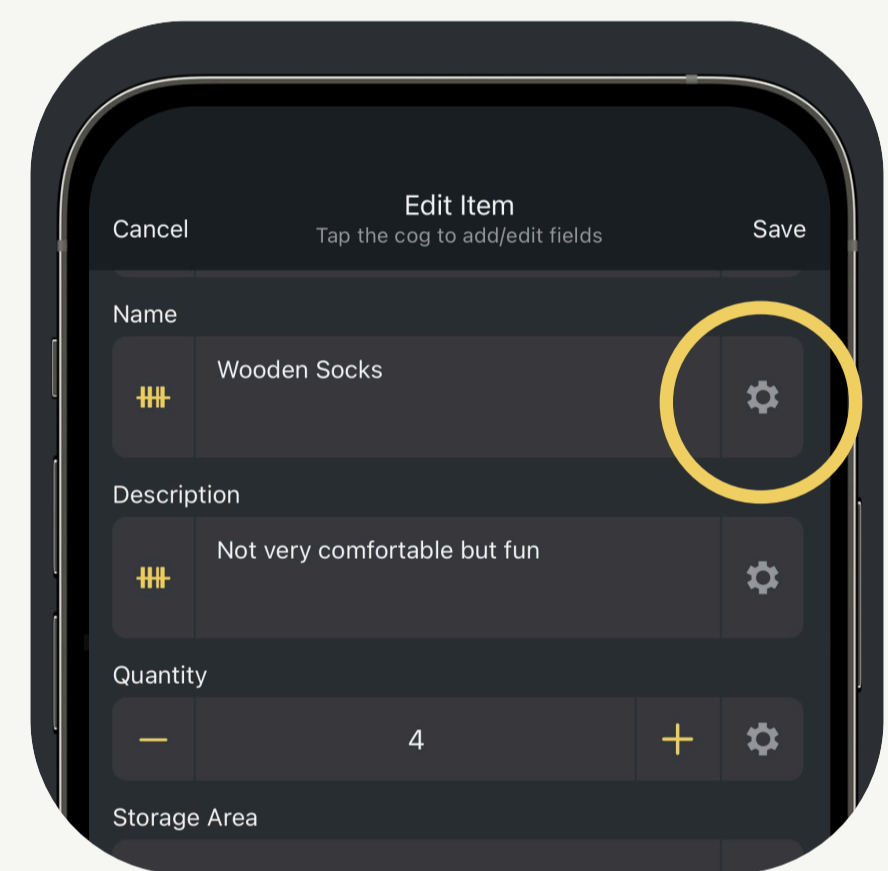 Edit Item
Cancel
Tap the cog to add/edit fields
Save
Name
Wooden Socks
Description
Not very comfortable but fun
Quantity
4
Storage Area